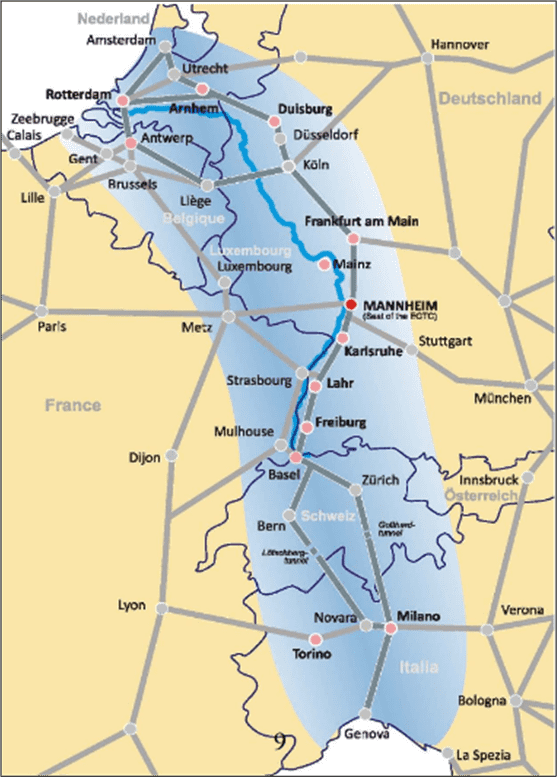 Nederland
Amsterdam
Hannover
Utrecht
Rotterdam
Deutschland
Arnhem
Duisburg
Zeebrugge
Calais
Antwerp
Düsseldorf
Gent
Köln
Brussels
Lille
Liège
Belgique
Frankfurt am Main
Luxembourg
Luxembourg
Mainz
MANNHEIM
(Seat of the EGTC)
Paris
Metz
Karlsruhe
Stuttgart
Strasbourg
Lahr
München
France
Freiburg
Mulhouse
Dijon
Basel
Zürich
Innsbruck
Österreich
Bern
Schweiz
Gotthard-
tunnel
Lötschberg-
tunnel
Lyon
Novara
Milano
Verona
Torino
Italia
Bologna
Genova
9
La Spezia